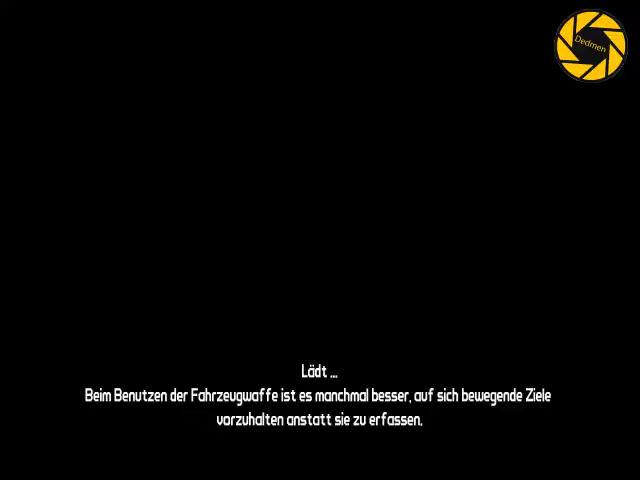 Dedmen
Lädt ...
Beim Benutzen der Fahrzeugwaffe ist es manchmal besser, auf sich bewegende Ziele
vorzuhalten anstatt sie zu erfassen.